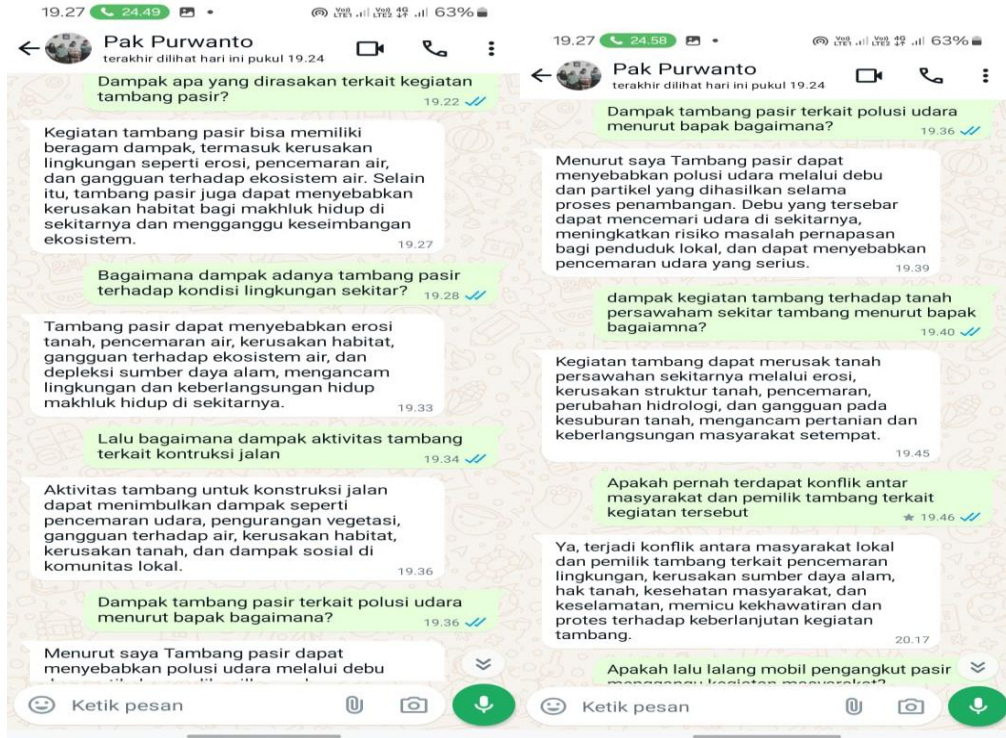 19.27 24.49 63%
Pak Purwanto
terakhir dilihat hari ini pukul 19.24
Dampak apa yang dirasakan terkait kegiatan
tambang pasir?
19.22
Kegiatan tambang pasir bisa memiliki
beragam dampak, termasuk kerusakan
lingkungan seperti erosi, pencemaran air,
dan gangguan terhadap ekosistem air. Selain
itu, tambang pasir juga dapat menyebabkan
kerusakan habitat bagi makhluk hidup di
sekitarnya dan mengganggu keseimbangan
ekosistem.
19.27
Bagaimana dampak adanya tambang pasir
terhadap kondisi lingkungan sekitar? 19.28
Tambang pasir dapat menyebabkan erosi
tanah, pencemaran air, kerusakan habitat,
gangguan terhadap ekosistem air, dan
depleksi sumber daya alam, mengancam
lingkungan dan keberlangsungan hidup
makhluk hidup di sekitarnya.
19.33
Lalu bagaimana dampak aktivitas tambang
terkait kontruksi jalan
19.34
Aktivitas tambang untuk konstruksi jalan
dapat menimbulkan dampak seperti
pencemaran udara, pengurangan vegetasi,
gangguan terhadap air, kerusakan habitat,
kerusakan tanah, dan dampak sosial di
komunitas lokal.
19.36
Dampak tambang pasir terkait polusi udara
menurut bapak bagaimana?
19.36
Menurut saya Tambang pasir dapat
menyebabkan polusi udara melalui debu
Ketik pesan
19.27 24.58 63%
Pak Purwanto
terakhir dilihat hari ini pukul 19.24
Dampak tambang pasir terkait polusi udara
menurut bapak bagaimana?
19.36
Menurut saya Tambang pasir dapat
menyebabkan polusi udara melalui debu
dan partikel yang dihasilkan selama
proses penambangan. Debu yang tersebar
dapat mencemari udara di sekitarnya,
meningkatkan risiko masalah pernapasan
bagi penduduk lokal, dan dapat menyebabkan
pencemaran udara yang serius.
19.39
dampak kegiatan tambang terhadap tanah
persawaham sekitar tambang menurut bapak
bagaiamna?
19.40
Kegiatan tambang dapat merusak tanah
persawahan sekitarnya melalui erosi,
kerusakan struktur tanah, pencemaran,
perubahan hidrologi, dan gangguan pada
kesuburan tanah, mengancam pertanian dan
keberlangsungan masyarakat setempat.
19.45
Apakah pernah terdapat konflik antar
masyarakat dan pemilik tambang terkait
kegiatan tersebut
19.46
Ya, terjadi konflik antara masyarakat lokal
dan pemilik tambang terkait pencemaran
lingkungan, kerusakan sumber daya alam,
hak tanah, kesehatan masyarakat, dan
keselamatan, memicu kekhawatiran dan
protes terhadap keberlanjutan kegiatan
tambang.
20.17
Apakah lalu lalang mobil pengangkut pasir
Ketik pesan